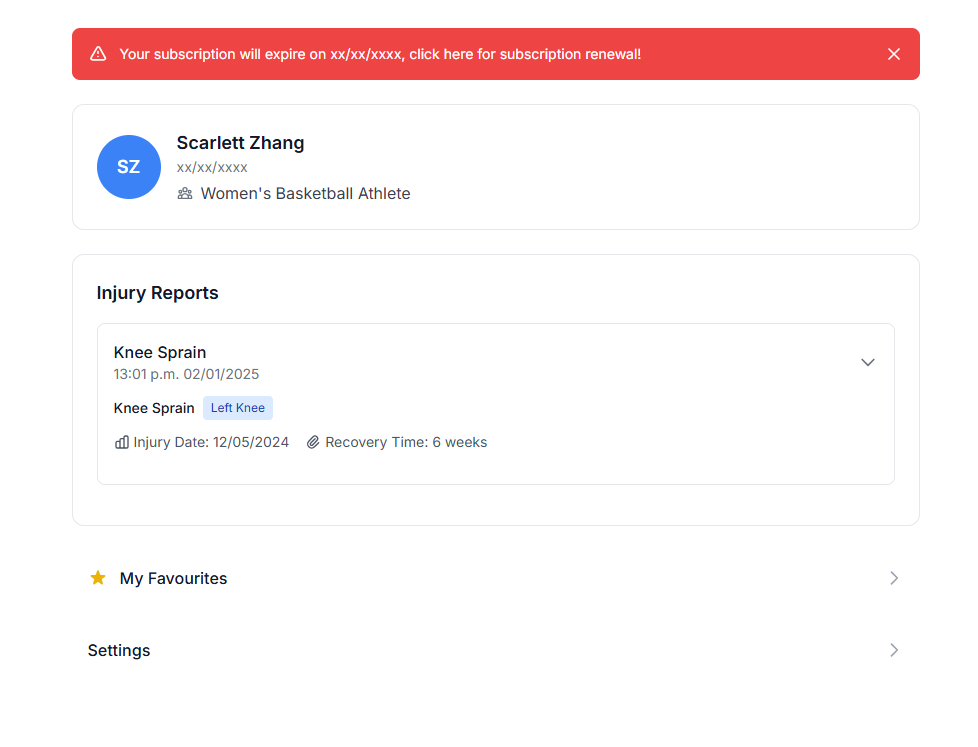 Your subscription will expire on xx/xx/xxxx, click here for subscription renewal!
SZ
Scarlett Zhang
xx/xx/xxxx
Women's Basketball Athlete
Injury Reports
Knee Sprain
13:01 p.m. 02/01/2025
Knee Sprain Left Knee
Injury Date: 12/05/2024 Recovery Time: 6 weeks
My Favourites
Settings